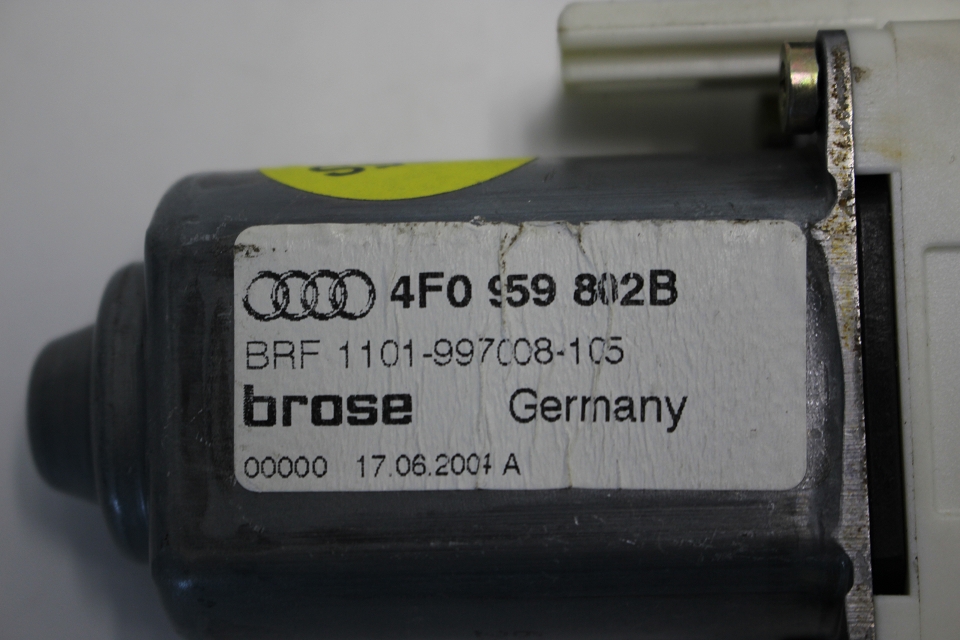 4F0 959 802B
BRF 1101-997008-105
brose Germany
00000 17.06.2004 A